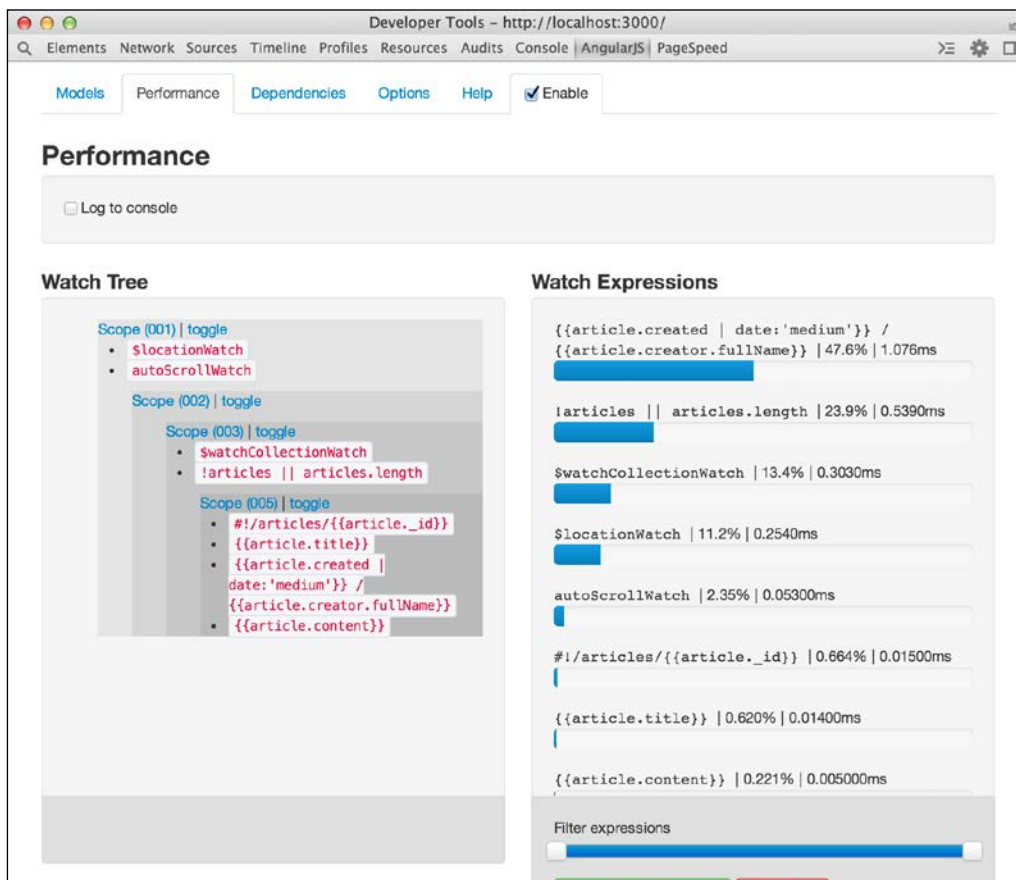 Developer Tools – http://localhost:3000/
Elements Network Sources Timeline Profiles Resources Audits Console AngularJS PageSpeed
Models Performance Dependencies Options Help Enable
Performance
Log to console
Watch Tree
Scope (001) | toggle
$locationWatch
autoScrollWatch
Scope (002) | toggle
Scope (003) | toggle
$watchCollectionWatch
!articles || articles.length
Scope (005) | toggle
#!/articles/{{article._id}}
{{article.title}}
{{article.created |
date:'medium'}} /
{{article.creator.fullName}}
{{article.content}}
Watch Expressions
{{article.created | date:'medium'}} /
{{article.creator.fullName}} | 47.6% | 1.076ms
!articles || articles.length | 23.9% | 0.5390ms
$watchCollectionWatch | 13.4% | 0.3030ms
$locationWatch | 11.2% | 0.2540ms
autoScrollWatch | 2.35% | 0.05300ms
#!/articles/{{article._id}} | 0.664% | 0.01500ms
{{article.title}} | 0.620% | 0.01400ms
{{article.content}} | 0.221% | 0.005000ms
Filter expressions